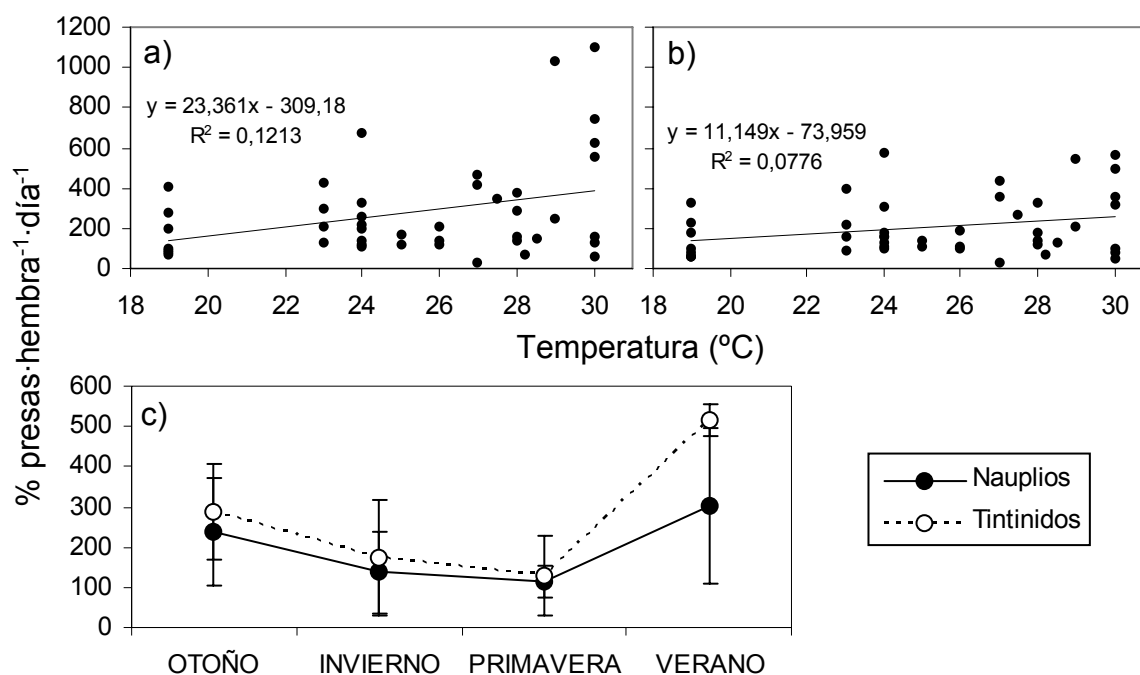 % presas·hembra⁻¹·día⁻¹
1200
1000
800
600
400
200
0
a)
y = 23,361x - 309,18
R² = 0,1213
18 20 22 24 26 28 30
b)
y = 11,149x - 73,959
R² = 0,0776
18 20 22 24 26 28 30
Temperatura (ºC)
600
500
400
300
200
100
0
c)
OTOÑO INVIERNO PRIMAVERA VERANO
Nauplios
Tintinidos